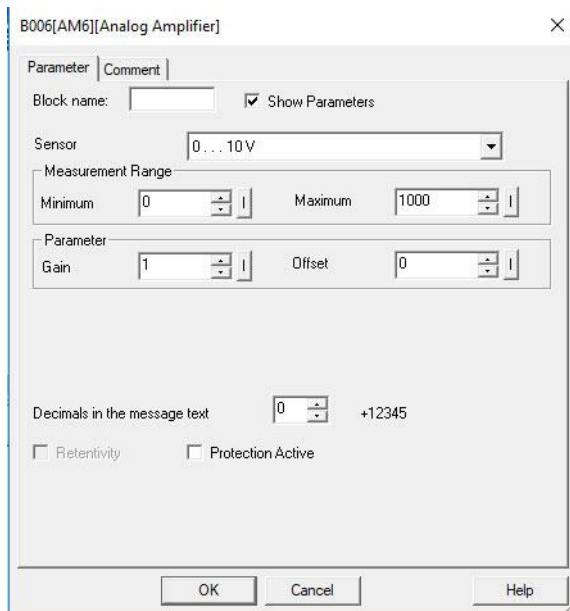 B006[AM6][Analog Amplifier]
Parameter Comment
Block name: Show Parameters
Sensor 0...10 V
Measurement Range
Minimum 0 I Maximum 1000 I
Parameter
Gain 1 I Offset 0 I
Decimals in the message text 0 +12345
Retentivity Protection Active
OK Cancel Help